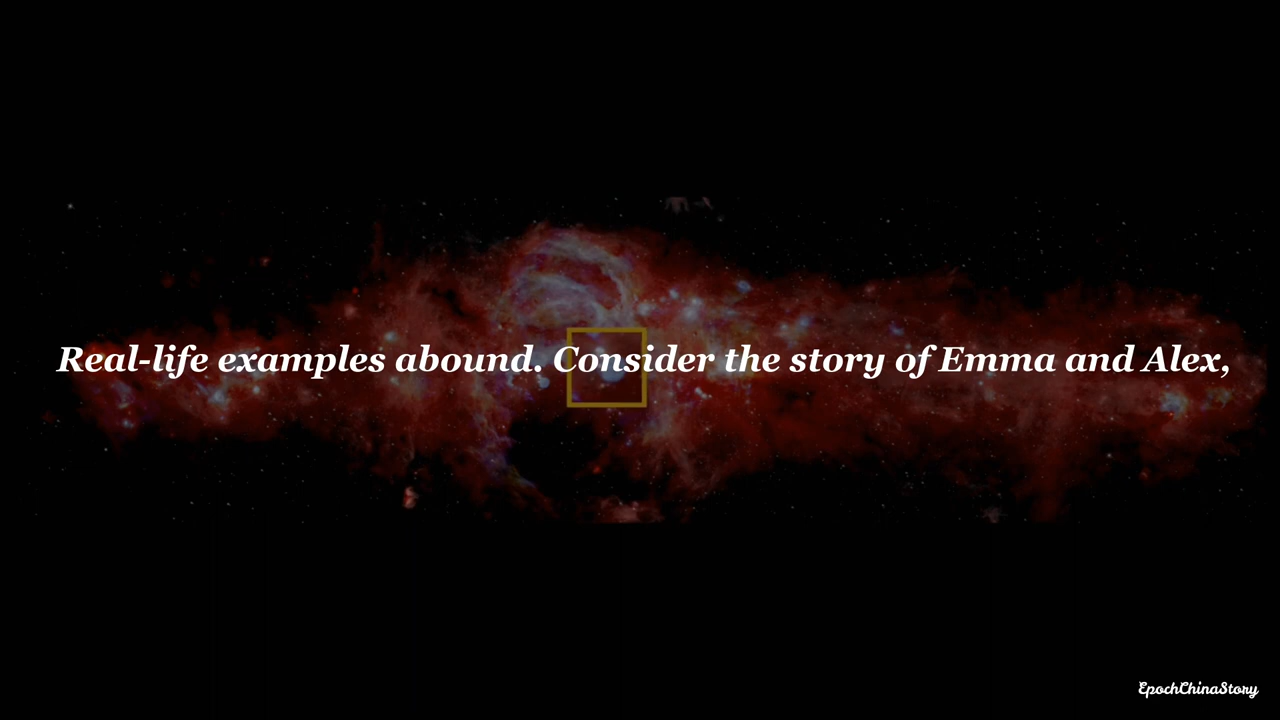 Real-life examples abound. Consider the story of Emma and Alex,
EpochChinaStory